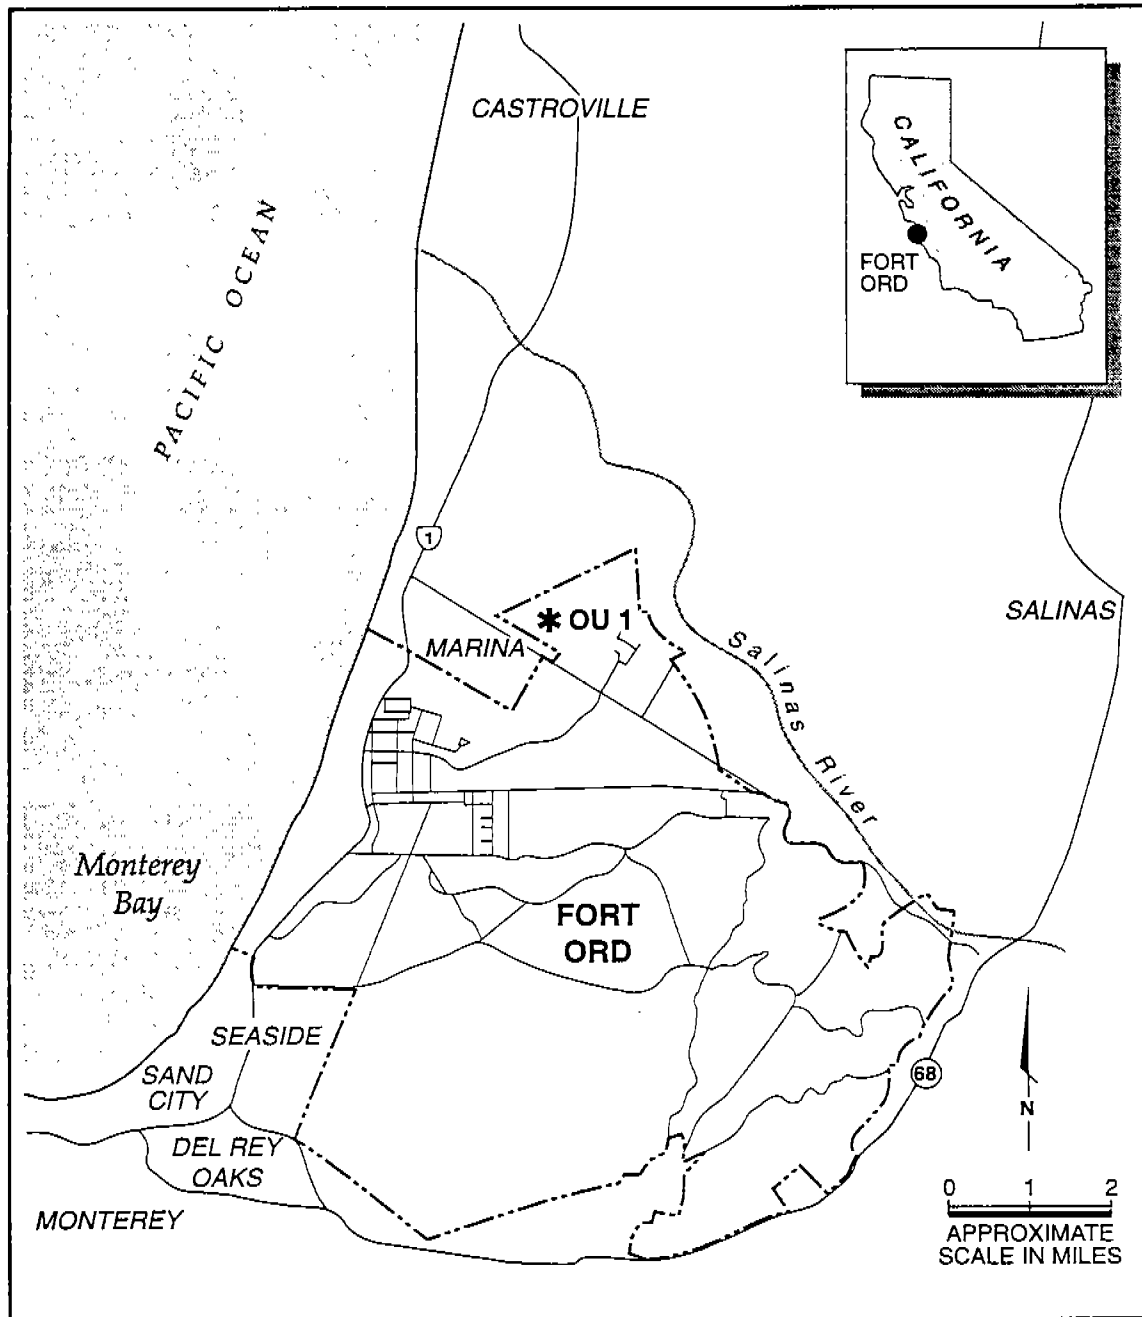 CASTROVILLE
CALIFORNIA
FORT
ORD
PACIFIC OCEAN
1
SALINAS
✱ OU 1
MARINA
Salinas River
Monterey
Bay
FORT
ORD
SEASIDE
SAND
CITY
68
N
DEL REY
OAKS
MONTEREY
0 1 2
APPROXIMATE
SCALE IN MILES